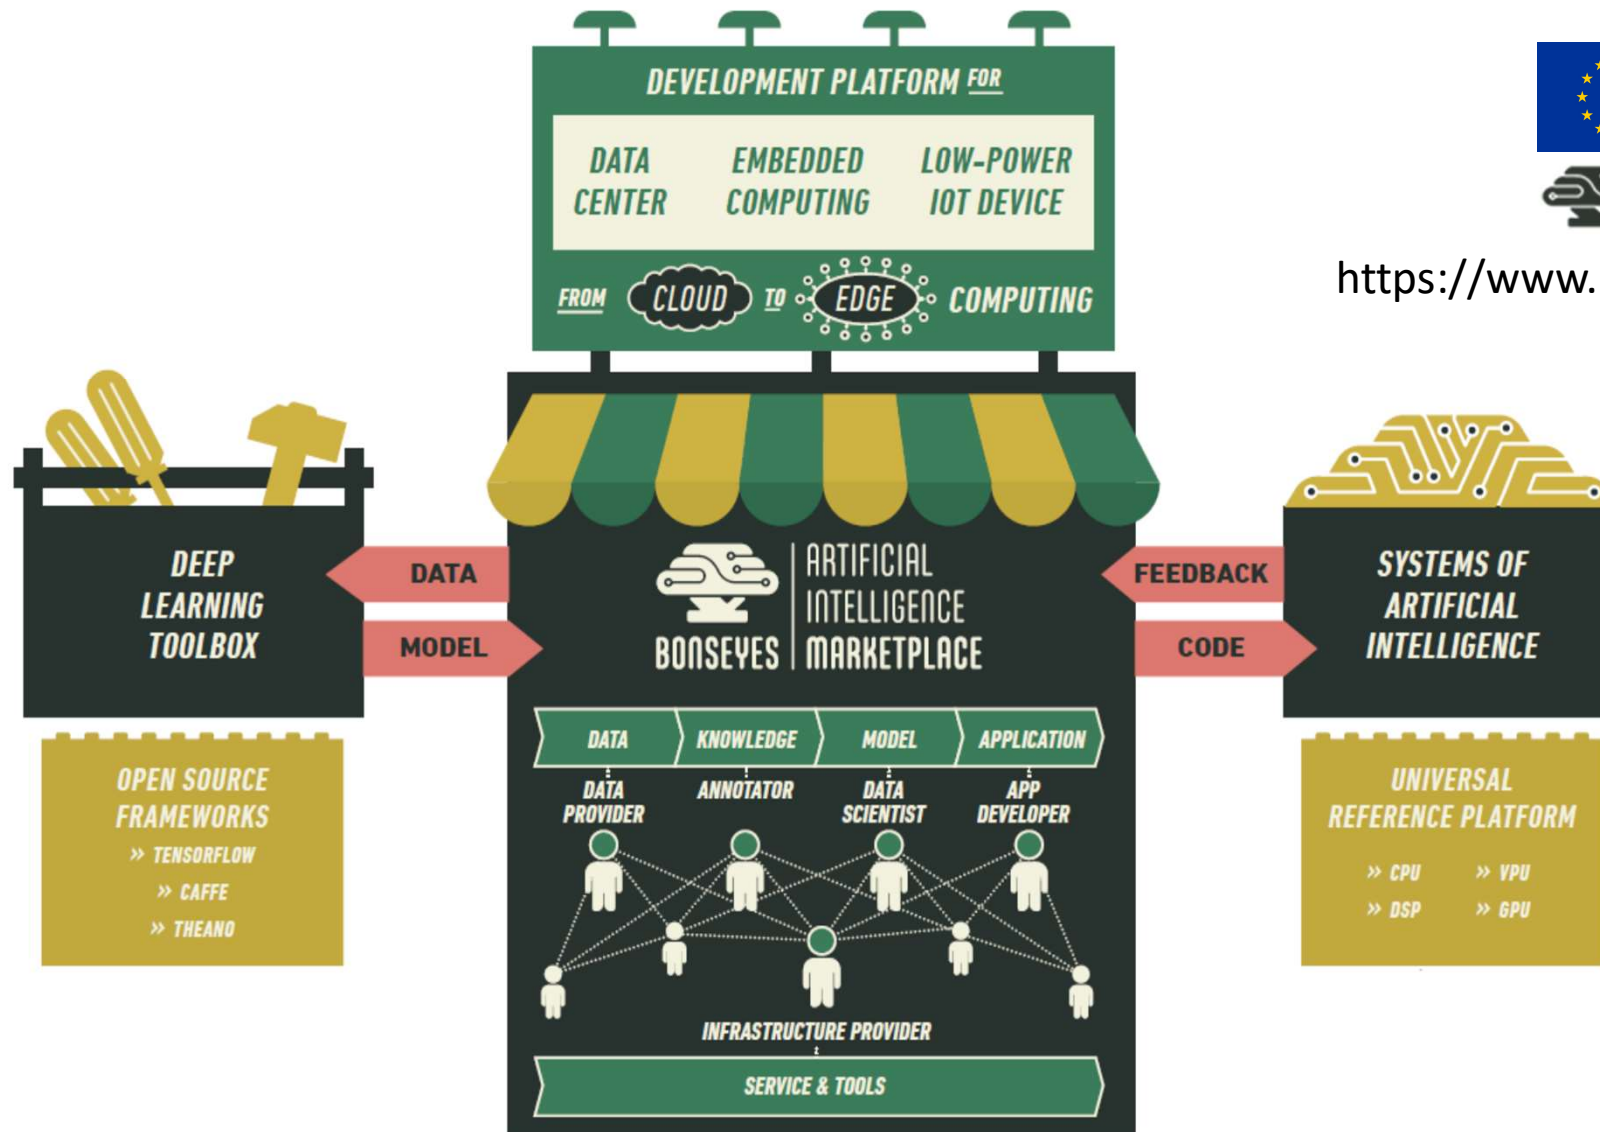 DEVELOPMENT PLATFORM FOR
DATA
CENTER
EMBEDDED
COMPUTING
LOW-POWER
IOT DEVICE
FROM CLOUD TO EDGE COMPUTING
https://www.
DEEP
LEARNING
TOOLBOX
DATA
MODEL
OPEN SOURCE
FRAMEWORKS
» TENSORFLOW
» CAFFE
» THEANO
BONSEYES
ARTIFICIAL
INTELLIGENCE
MARKETPLACE
DATA
KNOWLEDGE
MODEL
APPLICATION
DATA
PROVIDER
ANNOTATOR
DATA
SCIENTIST
APP
DEVELOPER
INFRASTRUCTURE PROVIDER
SERVICE & TOOLS
FEEDBACK
CODE
SYSTEMS OF
ARTIFICIAL
INTELLIGENCE
UNIVERSAL
REFERENCE PLATFORM
» CPU
» VPU
» DSP
» GPU